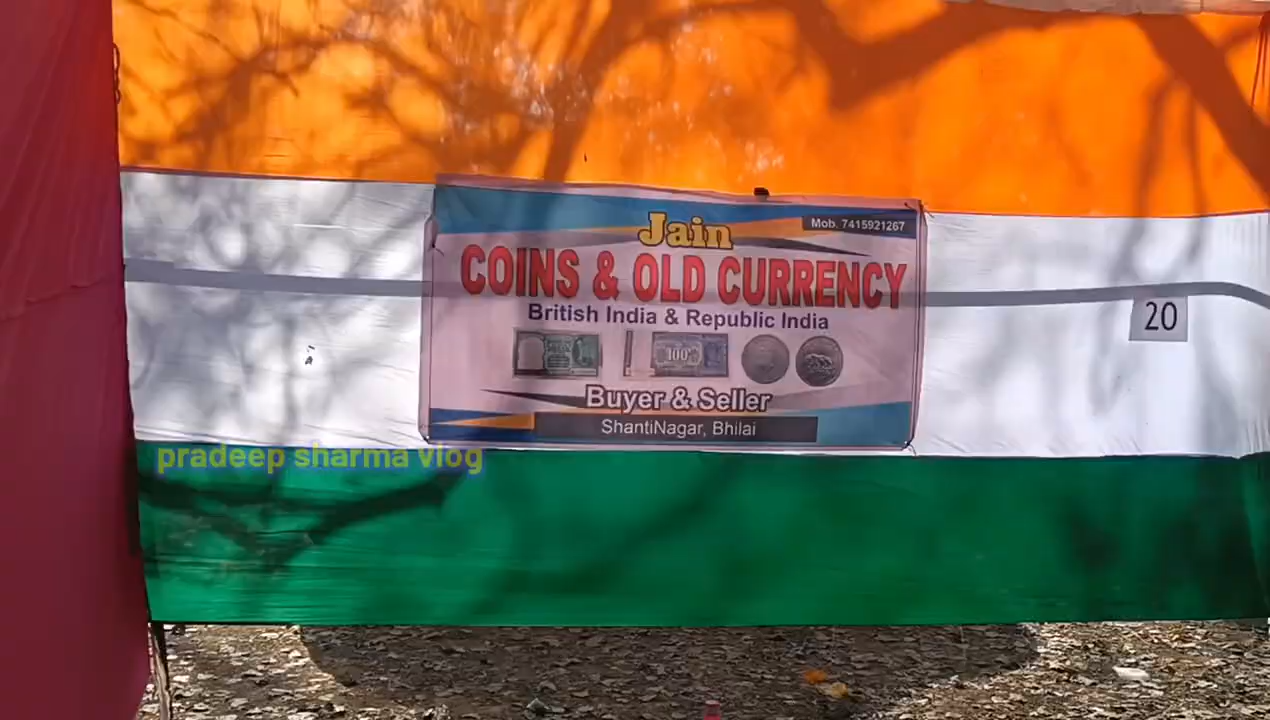 Jain
Mob. 7415921267
COINS & OLD CURRENCY
British India & Republic India
100
Buyer & Seller
ShantiNagar, Bhilai
20
pradeep sharma vlog